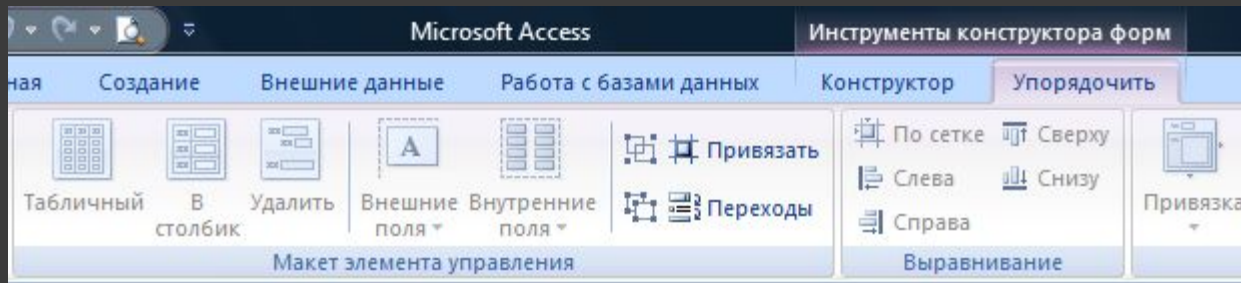 Microsoft Access Инструменты конструктора форм
ная Создание Внешние данные Работа с базами данных Конструктор Упорядочить
A Привязать По сетке Сверху
Табличный В столбик Удалить Внешние поля Внутренние поля Переходы Слева Снизу Привязка
Справа
Макет элемента управления Выравнивание